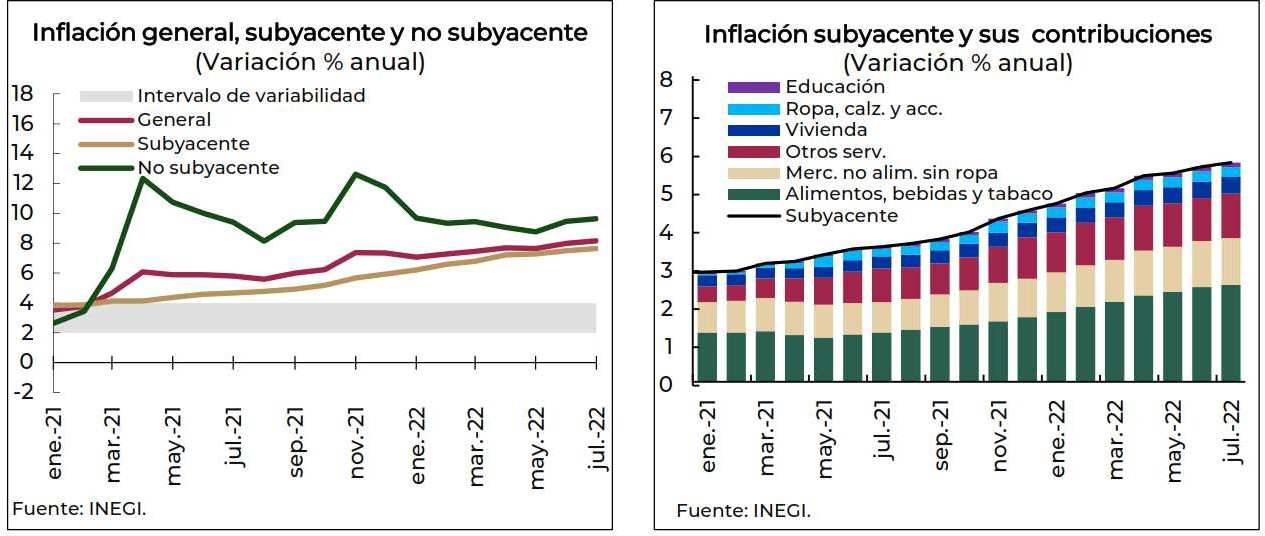 Inflación general, subyacente y no subyacente
(Variación % anual)
18
16
14
12
10
8
6
4
2
0
-2
Intervalo de variabilidad
General
Subyacente
No subyacente
ene.-21
mar.-21
may.-21
jul.-21
sep.-21
nov.-21
ene.-22
mar.-22
may.-22
jul.-22
Fuente: INEGI.
Inflación subyacente y sus contribuciones
(Variación % anual)
8
7
6
5
4
3
2
1
0
Educación
Ropa, calz. y acc.
Vivienda
Otros serv.
Merc. no alim. sin ropa
Alimentos, bebidas y tabaco
Subyacente
ene.-21
mar.-21
may.-21
jul.-21
sep.-21
nov.-21
ene.-22
mar.-22
may.-22
jul.-22
Fuente: INEGI.